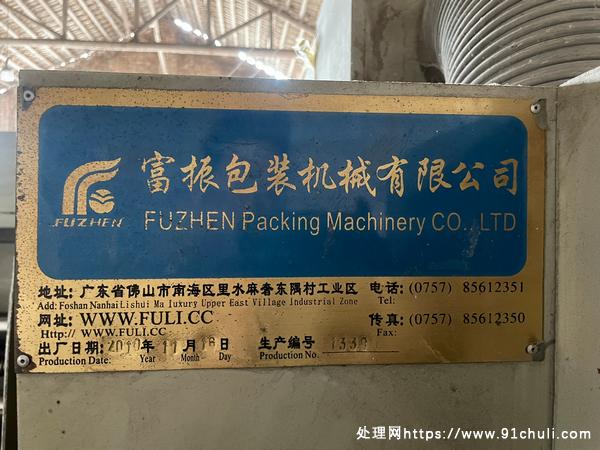 富振包装机械有限公司
FUZHEN
FUZHEN Packing Machinery CO., LTD
地址: 广东省佛山市南海区里水麻奢东隅村工业区 电话: (0757) 85612351
Add: Foshan Nanhai Lishui Ma luxury Upper East Village Industrial Zone Tel:
网址: WWW.FULI.CC 传真: (0757) 85612350
Http:// WWW.FULI.CC Fax:
出厂日期: 2010年 11月 16日 生产编号 1339
Production Date: Year Month Day Production No.
处理网https://www.91chuli.com